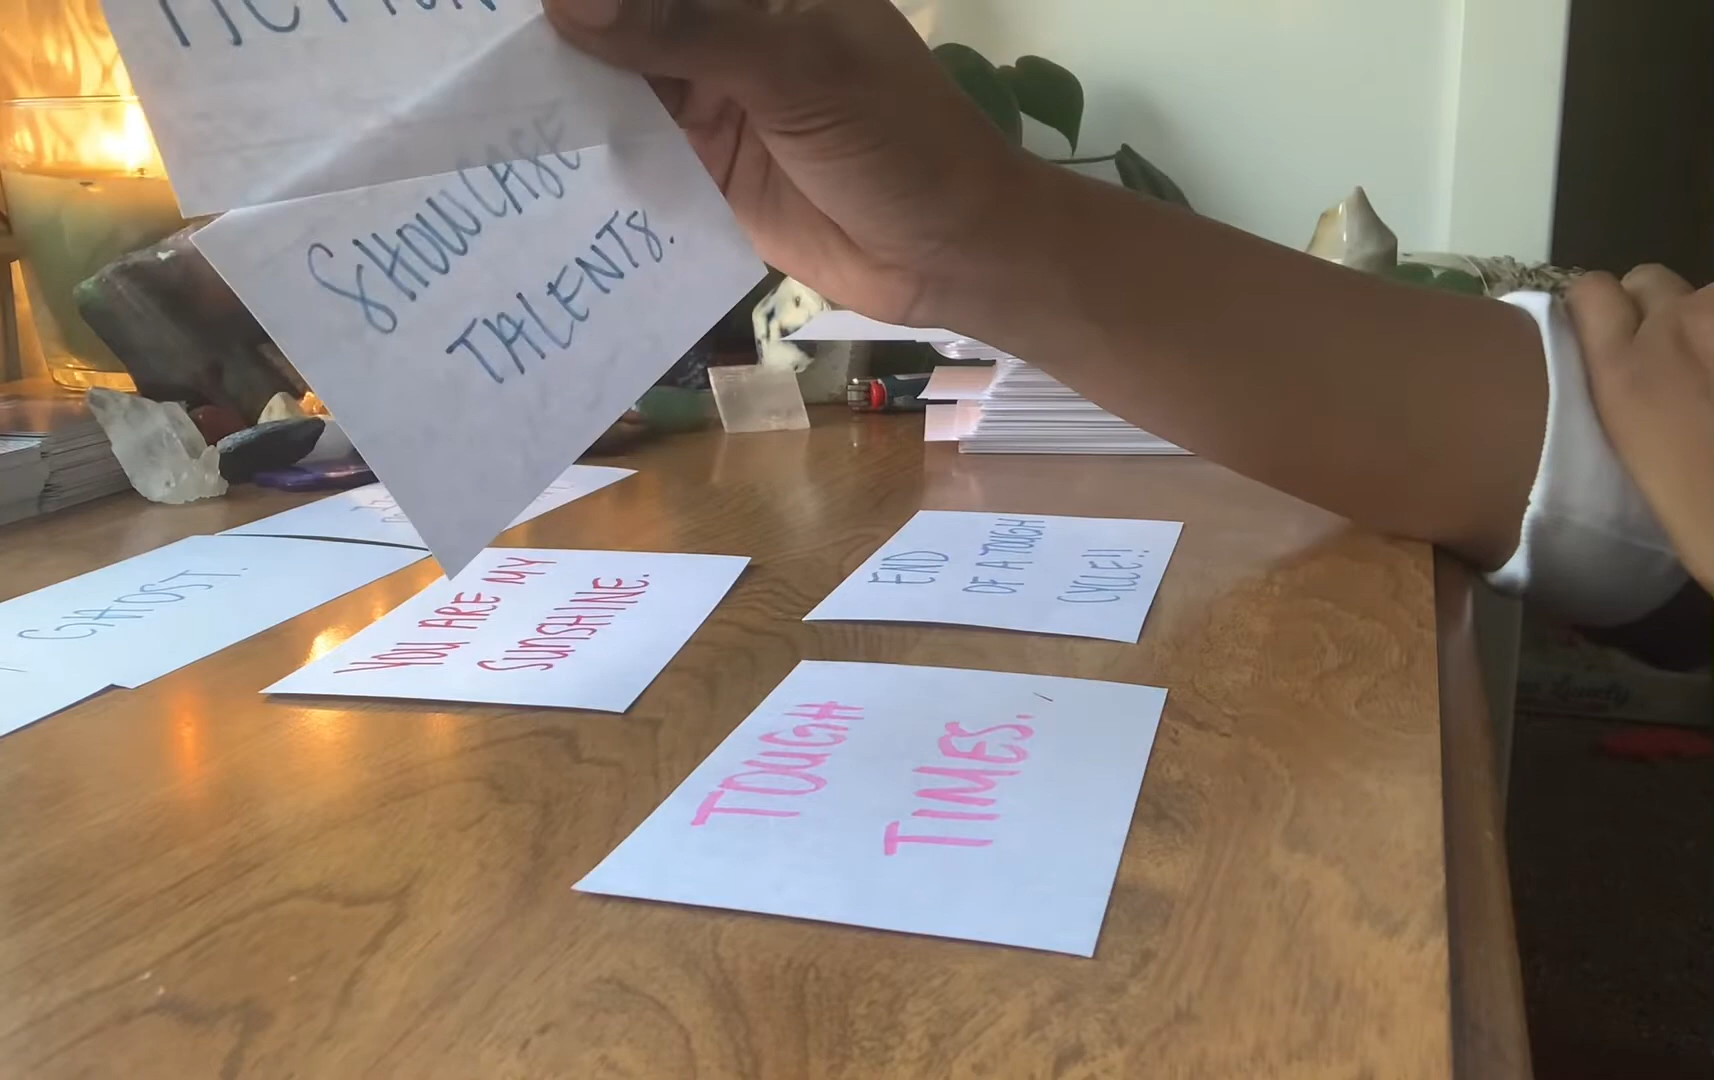 SHOWCASE
TALENTS.
GHOST.
YOU ARE MY
SUNSHINE.
END
OF A TOUGH
CYCLE!!
TOUGH
TIMES.